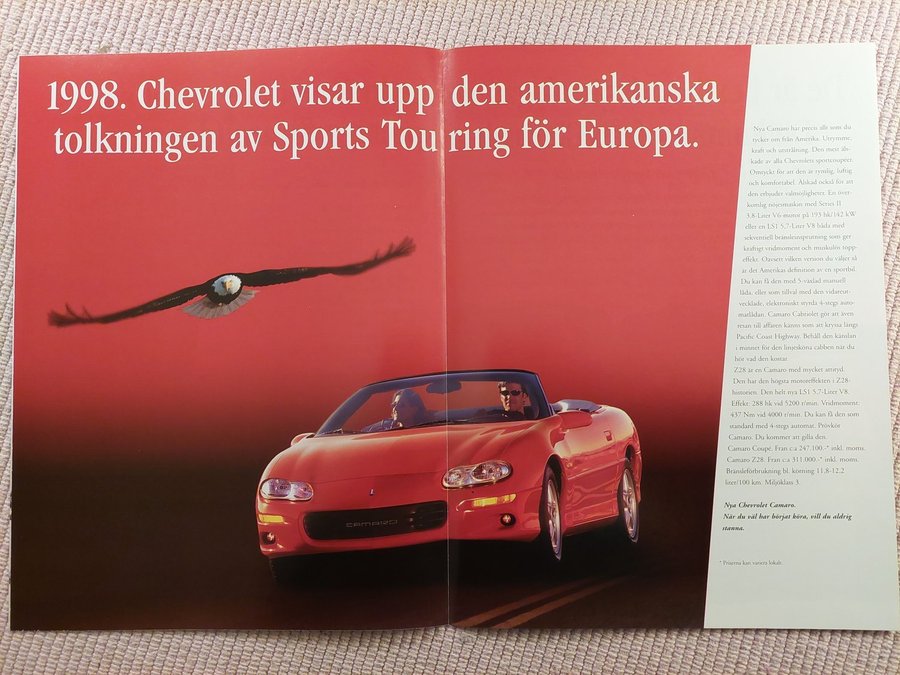 1998. Chevrolet visar upp den amerikanska
tolkningen av Sports Touring för Europa.
CAMARO
Nya Camaro har precis allt som du
tycker om från Amerika. Utrymme,
kraft och utstrålning. Den mest äls-
kade av alla Chevrolets sportcoupéer.
Omtyckt för att den är rymlig, luftig
och komfortabel. Älskad också för att
den erbjuder valmöjligheter. En över-
komlig nöjesmaskin med Series II
3.8-Liter V6 motor på 193 hk/142 kW
eller en LS1 5,7-Liter V8 båda med
sekventiell bränsleinsprutning som ger
kraftigt vridmoment och muskulös topp-
effekt. Oavsett vilken version du väljer så
är det Amerikas definition av en sportbil.
Du kan få den med 5-växlad manuell
låda, eller som tillval med den vidareut-
vecklade, elektroniskt styrda 4-stegs auto-
matlådan. Camaro Cabriolet gör att även
resan till affären känns som att kryssa längs
Pacific Coast Highway. Behåll den känslan
i minnet för den läckra cabben när du
hör vad den kostar.
Z28 är en Camaro med mycket attityd.
Den har den högsta motoreffekten i Z28-
historien. Den helt nya LS1 5,7-Liter V8.
Effekt: 288 hk vid 5200 r/min. Vridmoment:
437 Nm vid 4000 r/min. Du kan få den som
standard med 4-stegs automat. Provkör
Camaro. Du kommer att gilla den.
Camaro Coupé. Från c:a 247.100.-* inkl. moms.
Camaro Z28. Från c:a 311.000.-* inkl. moms.
Bränsleförbrukning bl. körning 11,8-12,2
liter/100 km. Miljöklass 3.
Nya Chevrolet Camaro.
När du väl har börjat köra, vill du aldrig
stanna.
* Priserna kan variera lokalt.